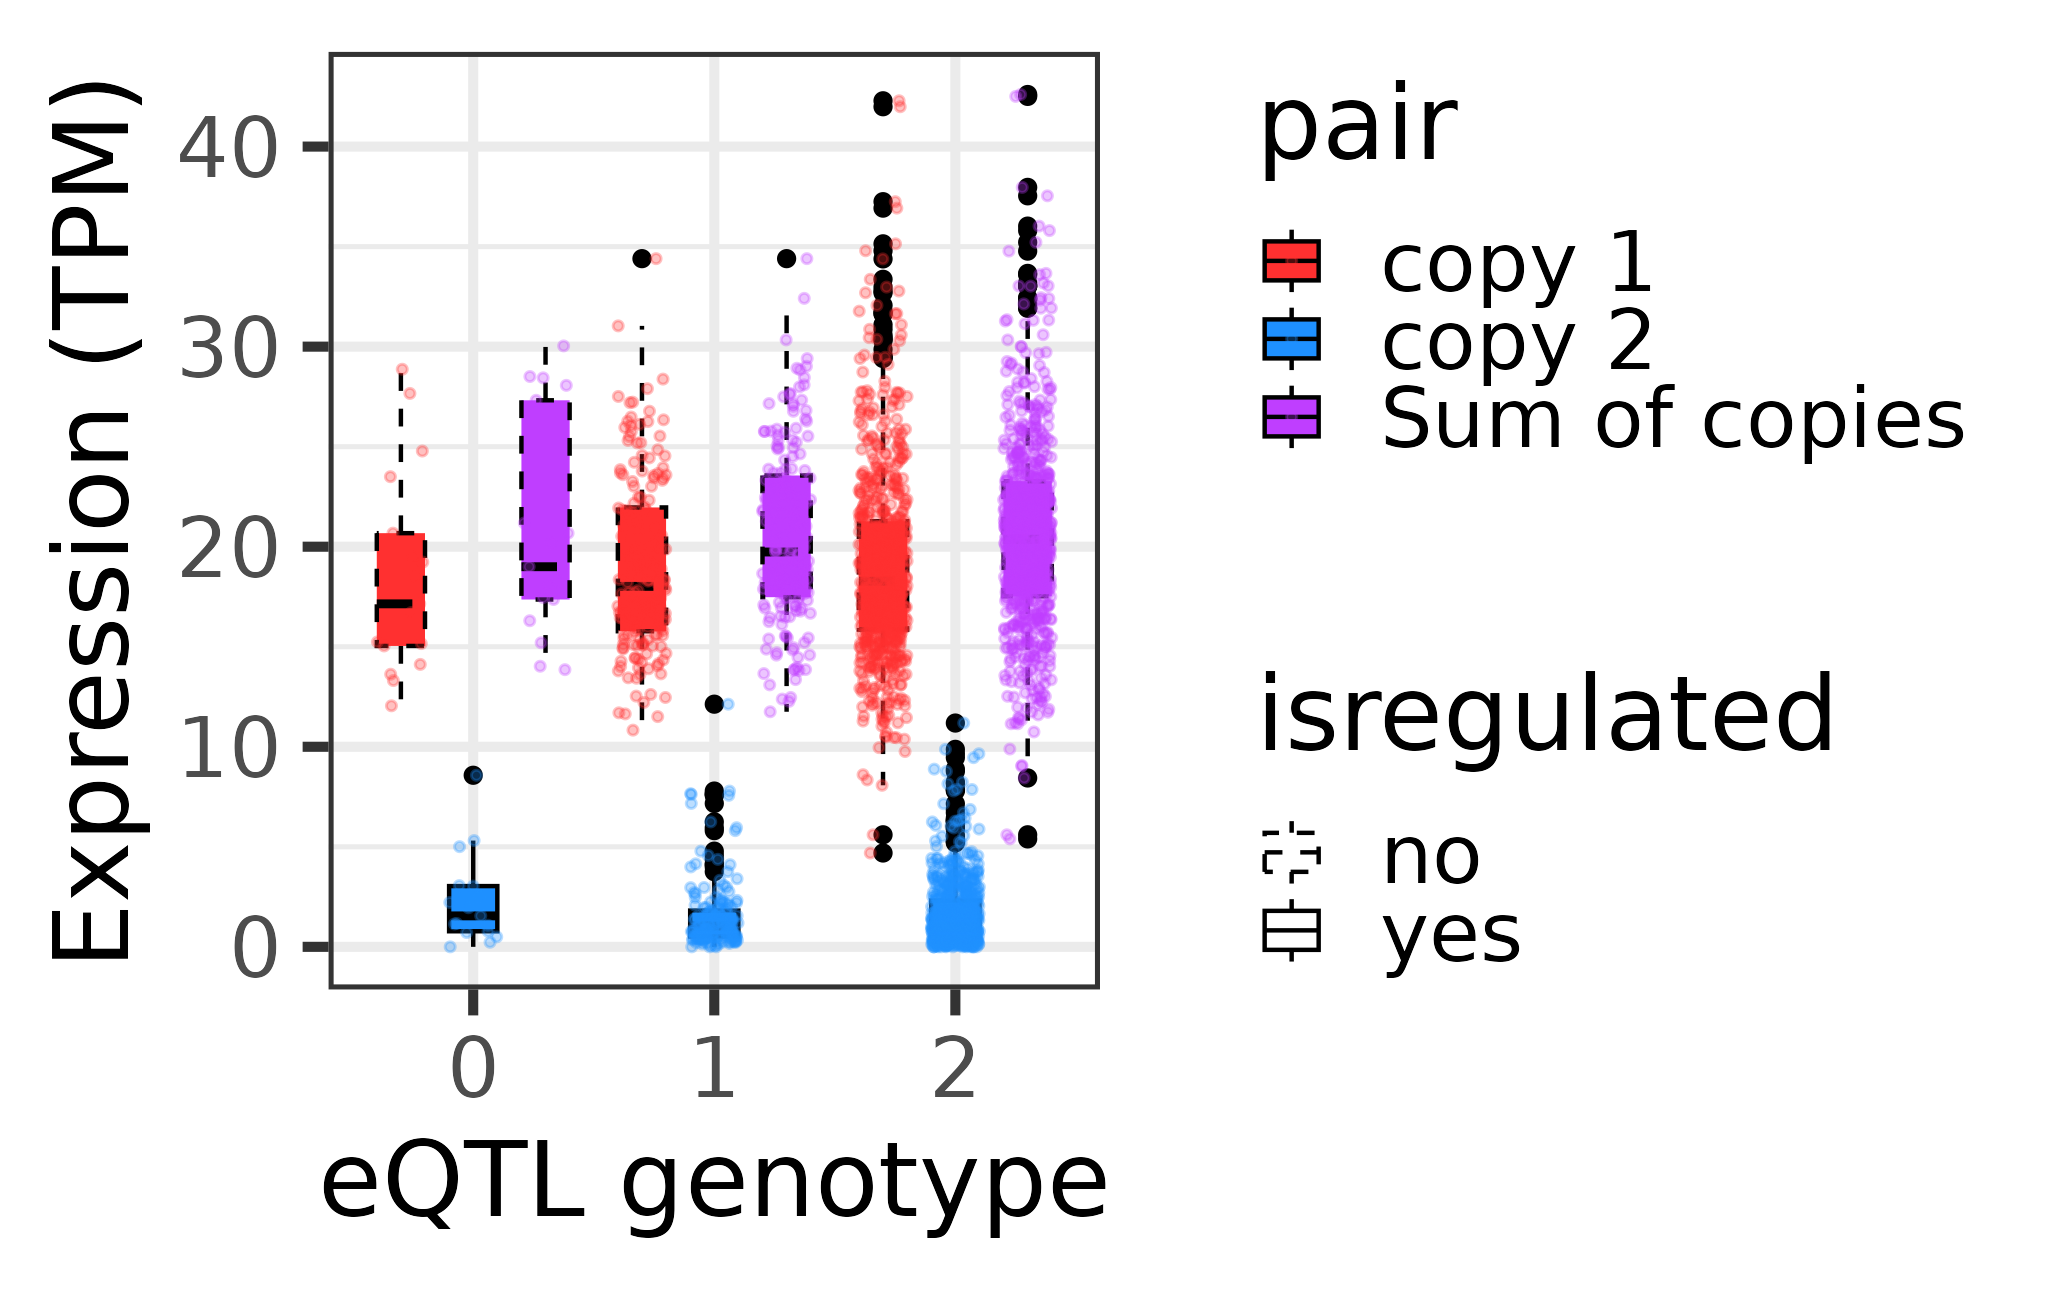 Expression (TPM)
40
30
20
10
0
0 1 2
eQTL genotype
pair
copy 1
copy 2
Sum of copies
isregulated
no
yes